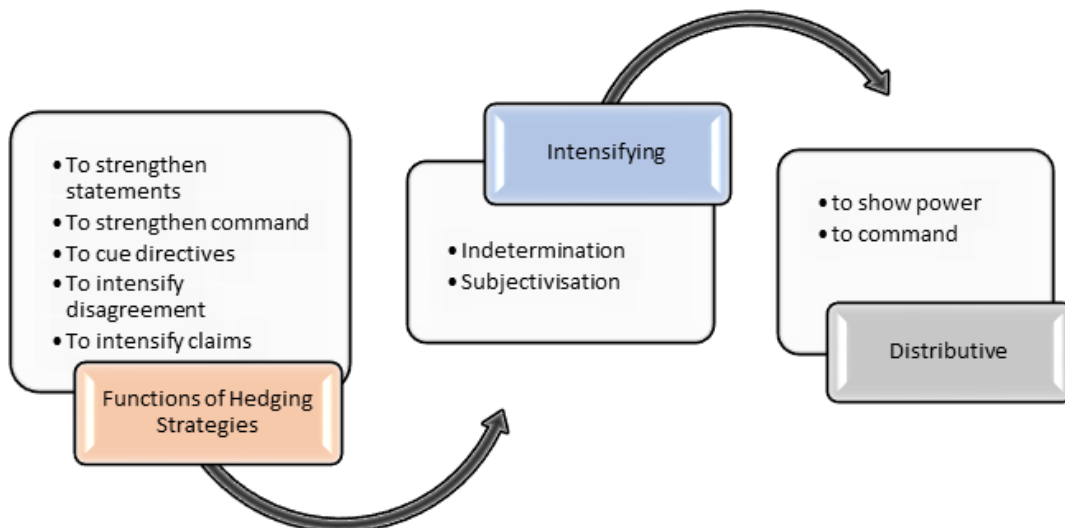 • To strengthen
statements
• To strengthen command
• To cue directives
• To intensify
disagreement
• To intensify claims
Functions of Hedging
Strategies
Intensifying
• Indetermination
• Subjectivisation
• to show power
• to command
Distributive